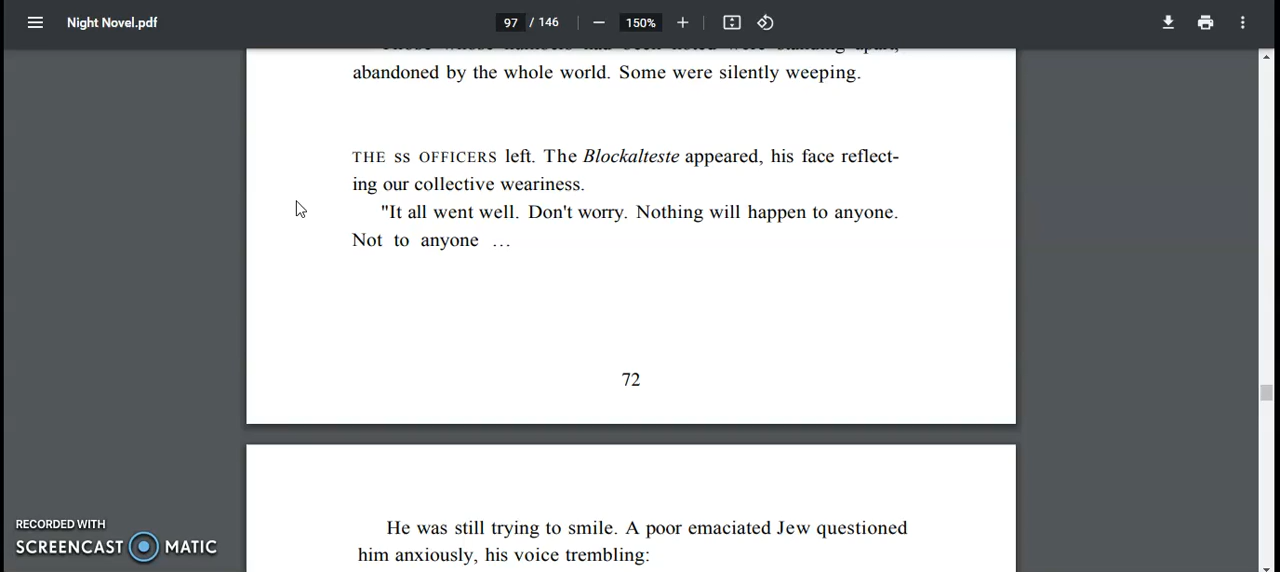 Night Novel.pdf
97 / 146
150%
abandoned by the whole world. Some were silently weeping.
THE SS OFFICERS left. The Blockalteste appeared, his face reflect-
ing our collective weariness.
"It all went well. Don't worry. Nothing will happen to anyone.
Not to anyone …
72
He was still trying to smile. A poor emaciated Jew questioned
him anxiously, his voice trembling:
RECORDED WITH
SCREENCAST MATIC